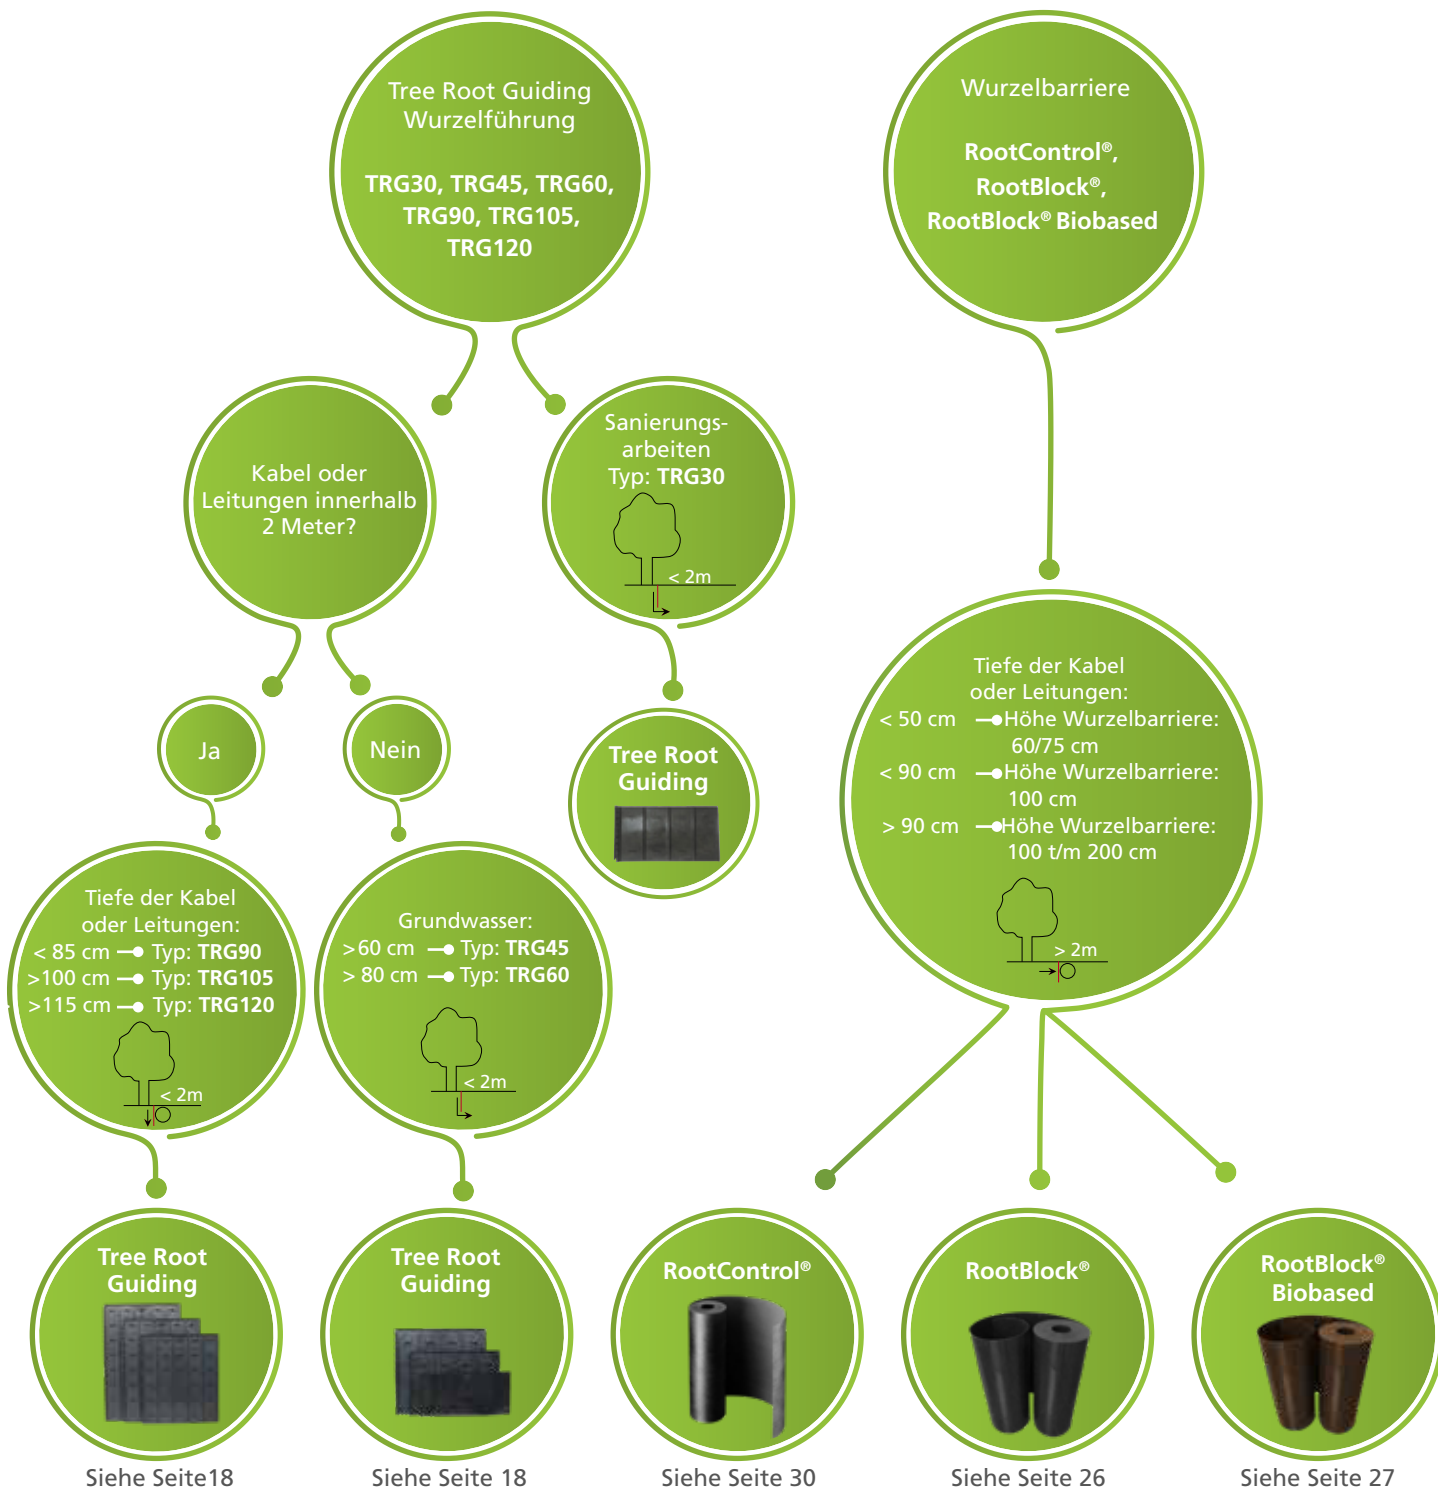 Tree Root Guiding
Wurzelführung
TRG30, TRG45, TRG60,
TRG90, TRG105,
TRG120
Wurzelbarriere
RootControl®,
RootBlock®,
RootBlock® Biobased
Kabel oder
Leitungen innerhalb
2 Meter?
Sanierungs-
arbeiten
Typ: TRG30
< 2m
Ja
Nein
Tree Root
Guiding
Tiefe der Kabel
oder Leitungen:
< 50 cm Höhe Wurzelbarriere:
60/75 cm
< 90 cm Höhe Wurzelbarriere:
100 cm
> 90 cm Höhe Wurzelbarriere:
100 t/m 200 cm
> 2m
Tiefe der Kabel
oder Leitungen:
< 85 cm Typ: TRG90
>100 cm Typ: TRG105
>115 cm Typ: TRG120
< 2m
Grundwasser:
>60 cm Typ: TRG45
> 80 cm Typ: TRG60
< 2m
Tree Root
Guiding
Siehe Seite18
Tree Root
Guiding
Siehe Seite 18
RootControl®
Siehe Seite 30
RootBlock®
Siehe Seite 26
RootBlock®
Biobased
Siehe Seite 27